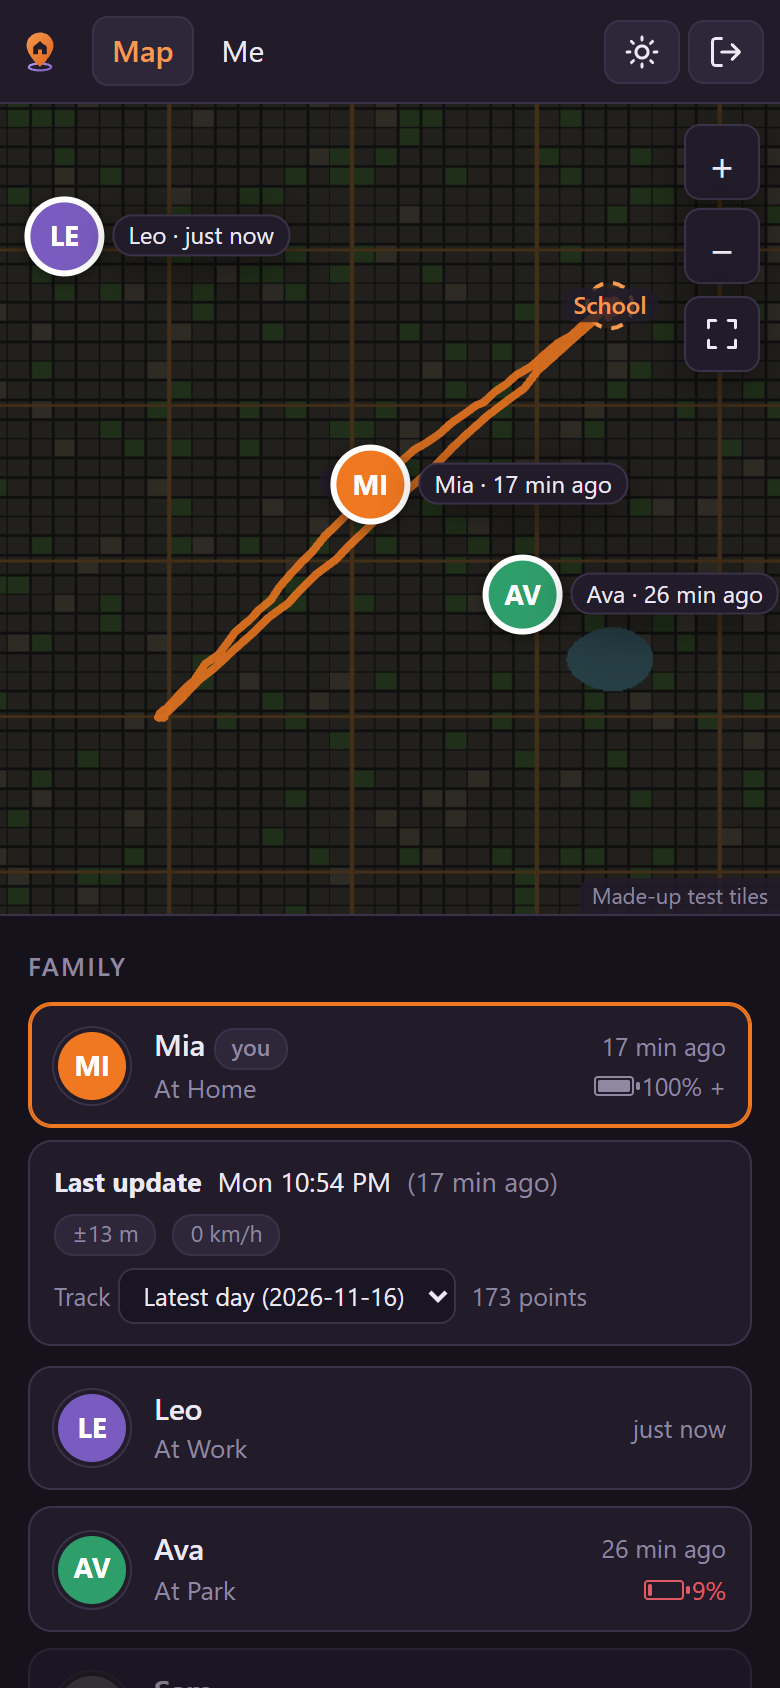 Map
Me
LE
Leo · just now
+
School
–
MI
Mia · 17 min ago
AV
Ava · 26 min ago
Made-up test tiles
FAMILY
MI
Mia you
17 min ago
At Home
100% +
Last update Mon 10:54 PM (17 min ago)
±13 m 0 km/h
Track Latest day (2026-11-16) 173 points
LE
Leo
At Work
just now
AV
Ava
26 min ago
At Park
9%